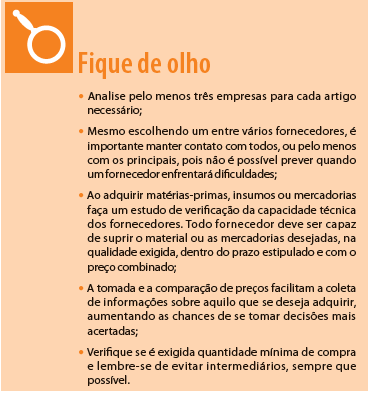 Fique de olho
• Analise pelo menos três empresas para cada artigo
necessário;
• Mesmo escolhendo um entre vários fornecedores, é
importante manter contato com todos, ou pelo menos
com os principais, pois não é possível prever quando
um fornecedor enfrentará dificuldades;
• Ao adquirir matérias-primas, insumos ou mercadorias
faça um estudo de verificação da capacidade técnica
dos fornecedores. Todo fornecedor deve ser capaz
de suprir o material ou as mercadorias desejadas, na
qualidade exigida, dentro do prazo estipulado e com o
preço combinado;
• A tomada e a comparação de preços facilitam a coleta
de informações sobre aquilo que se deseja adquirir,
aumentando as chances de se tomar decisões mais
acertadas;
• Verifique se é exigida quantidade mínima de compra
e lembre-se de evitar intermediários, sempre que
possível.